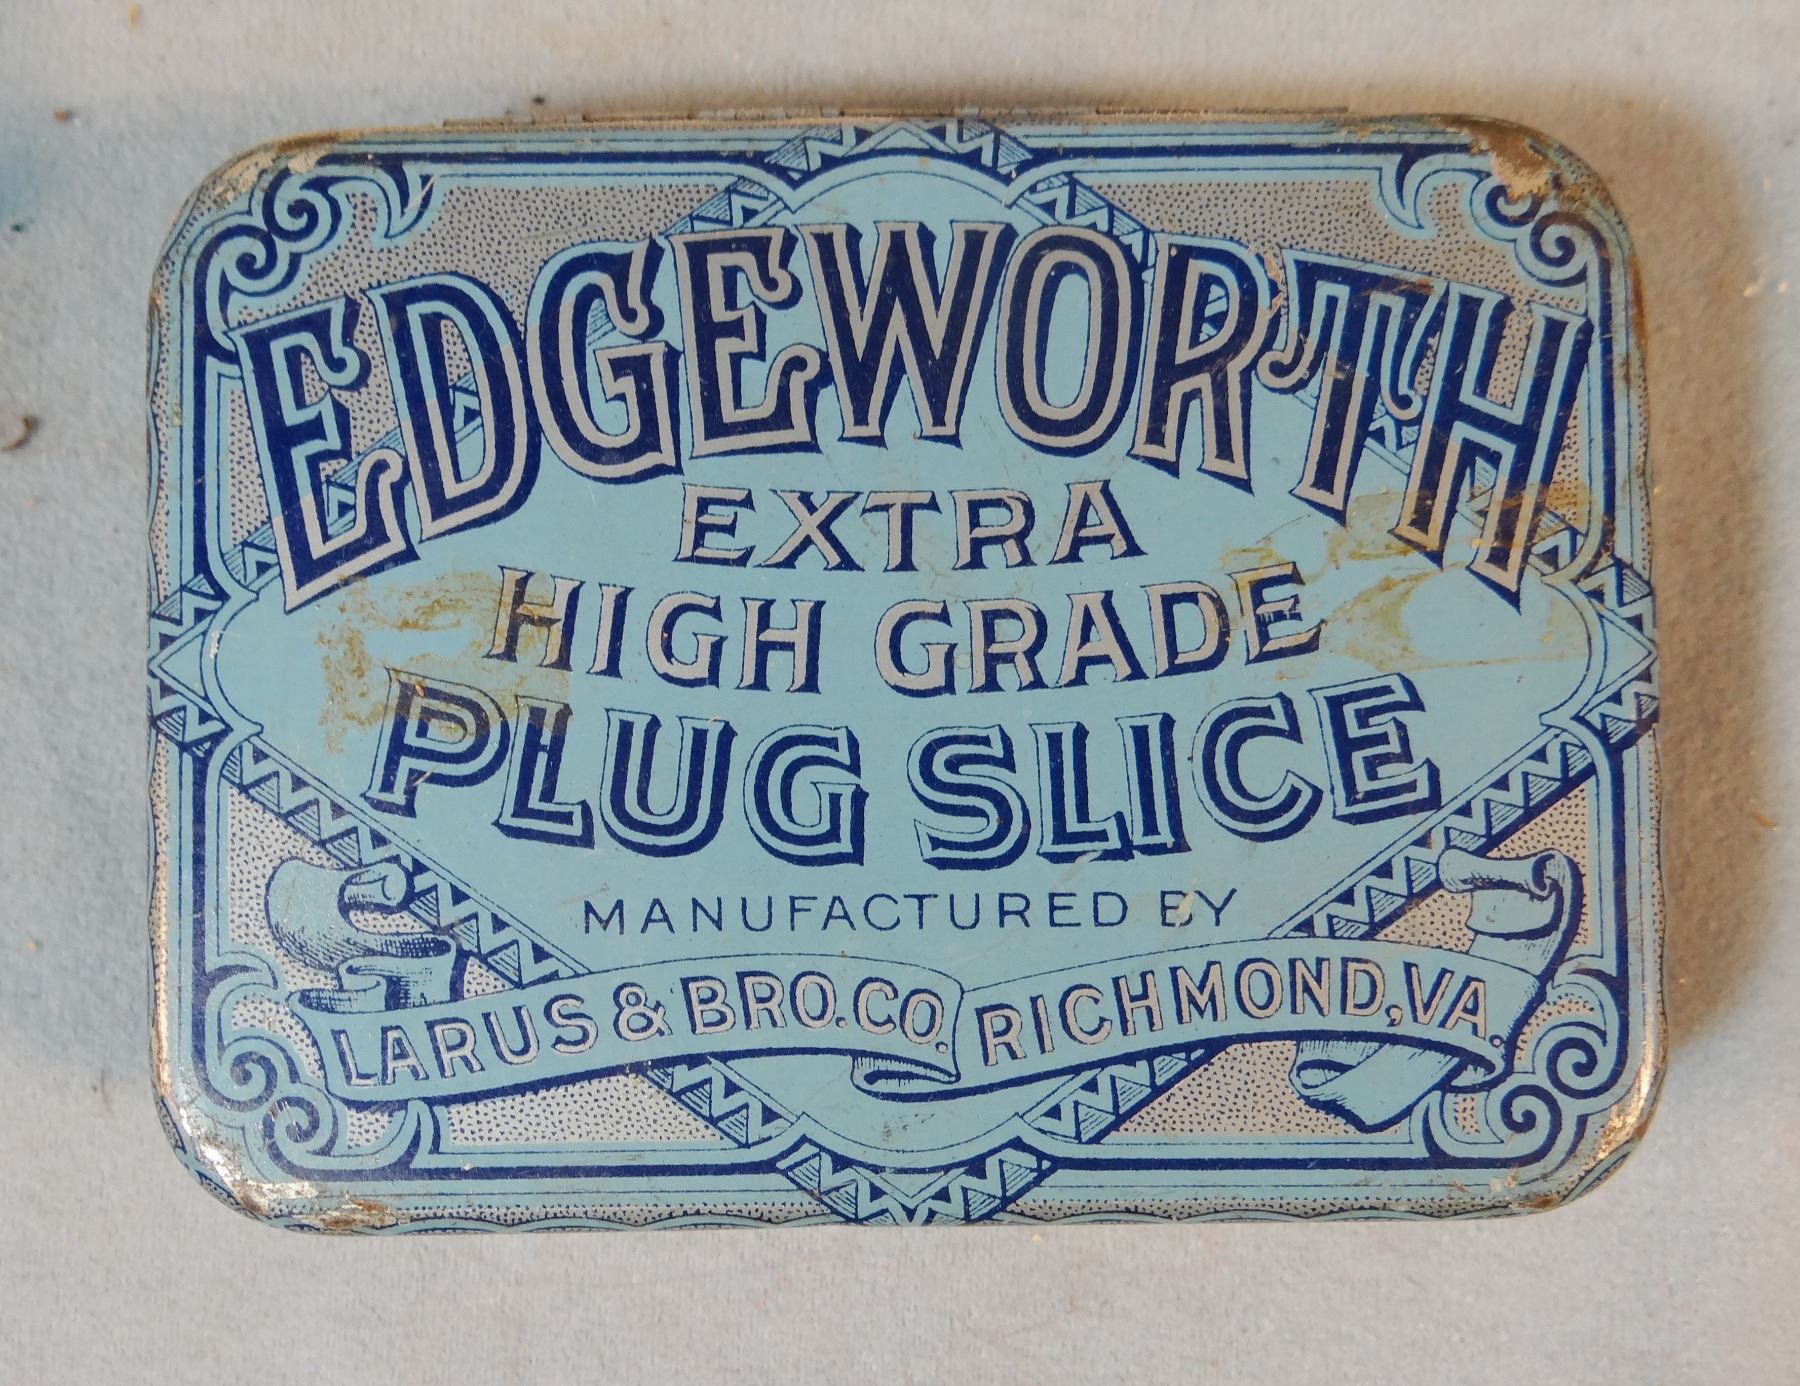 EDGEWORTH
EXTRA
HIGH GRADE
PLUG SLICE
MANUFACTURED BY
LARUS & BRO. CO. RICHMOND, VA.